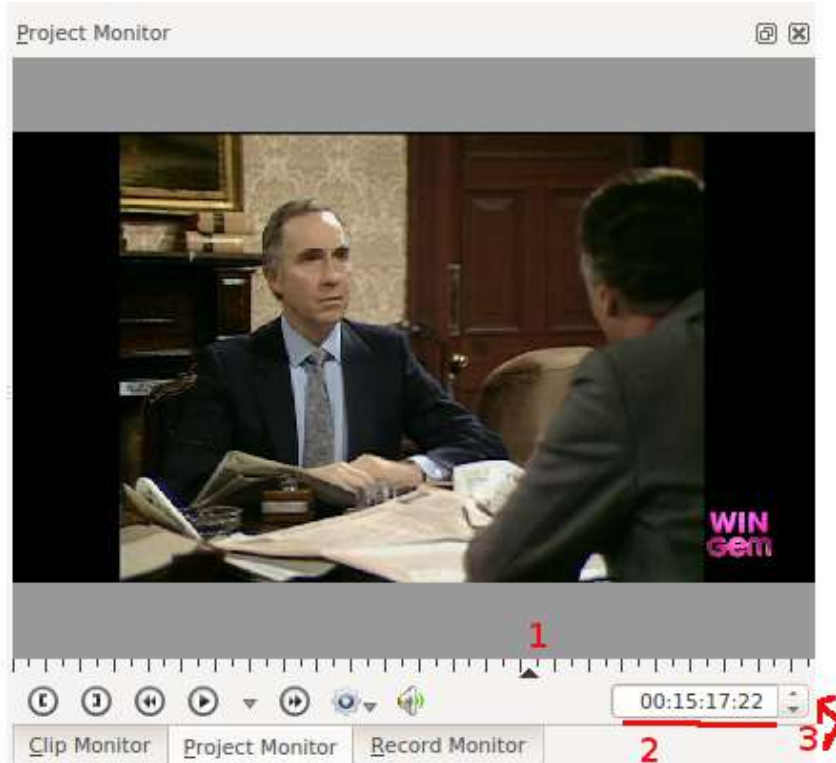 Project Monitor
WIN
Gem
1
00:15:17:22
2
3
Clip Monitor
Project Monitor
Record Monitor